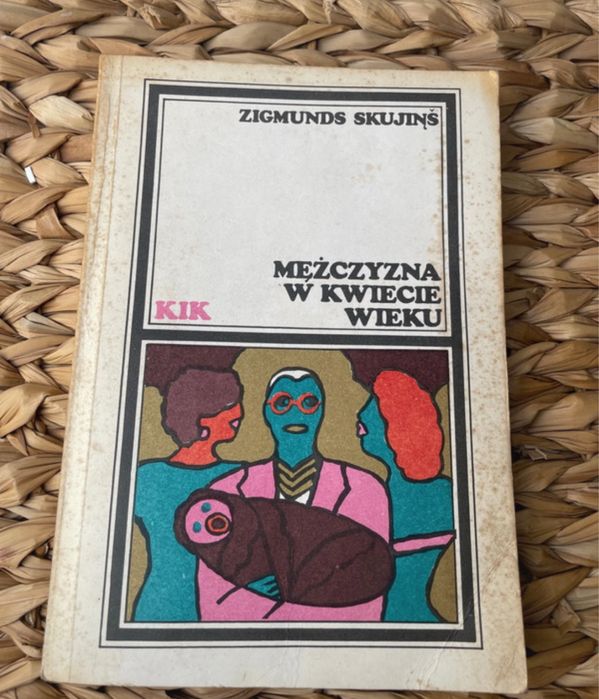 ZIGMUNDS SKUJIŅŠ
MĘŻCZYZNA
W KWIECIE
WIEKU
KIK